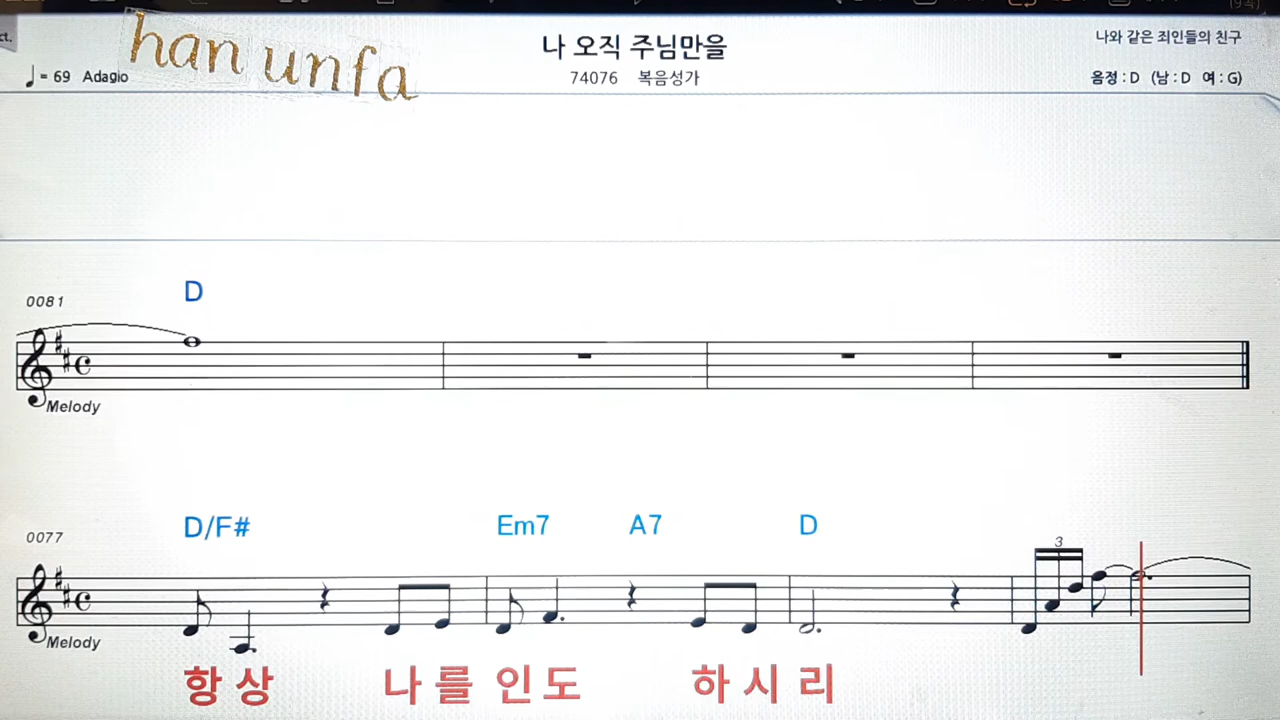 ct.
han unfa
♩ = 69 Adagio
나 오직 주님만을
74076 복음성가
나와 같은 죄인들의 친구
음정 : D (남 : D 여 : G)
0081
D
Melody
0077
D/F# Em7 A7 D
3
Melody
항상 나를 인도 하시리